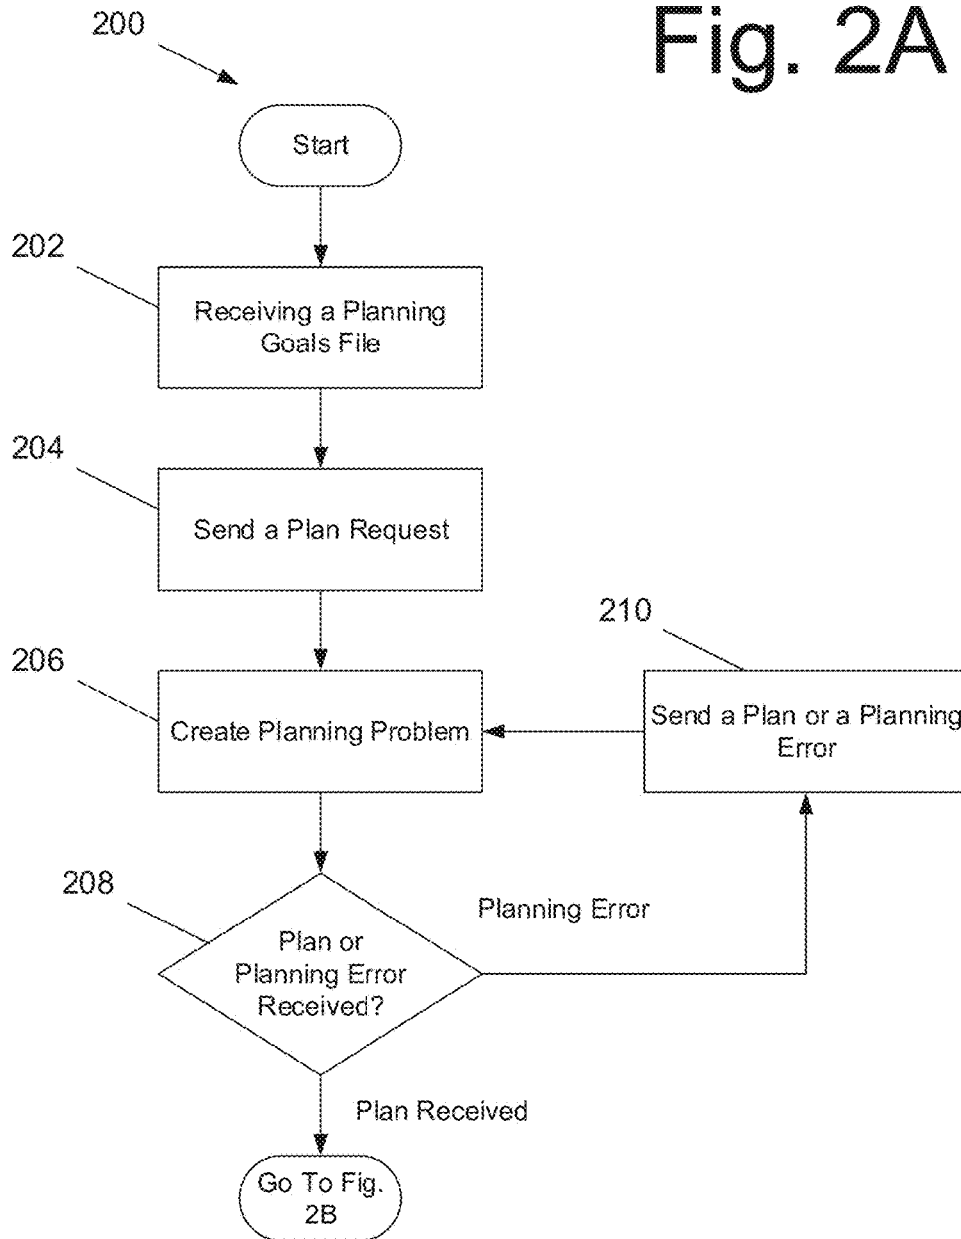 200
Fig. 2A
Start
202
Receiving a Planning
Goals File
204
Send a Plan Request
210
206
Create Planning Problem
Send a Plan or a Planning
Error
208
Planning Error
Plan or
Planning Error
Received?
Plan Received
Go To Fig.
2B